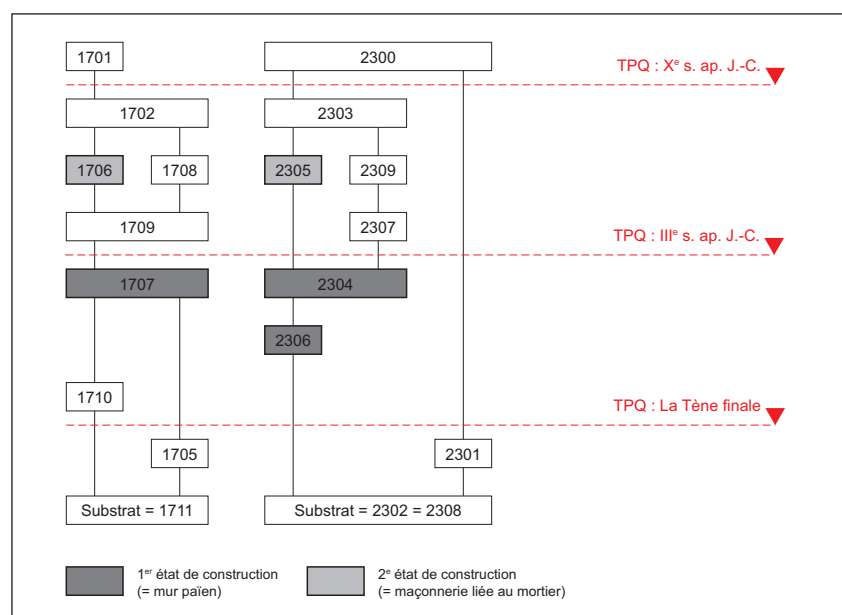 1701
2300
TPQ : Xe s. ap. J.-C.
1702
2303
1706
1708
2305
2309
1709
2307
TPQ : IIIe s. ap. J.-C.
1707
2304
2306
1710
TPQ : La Tène finale
1705
2301
Substrat = 1711
Substrat = 2302 = 2308
1er état de construction
(= mur païen)
2e état de construction
(= maçonnerie liée au mortier)